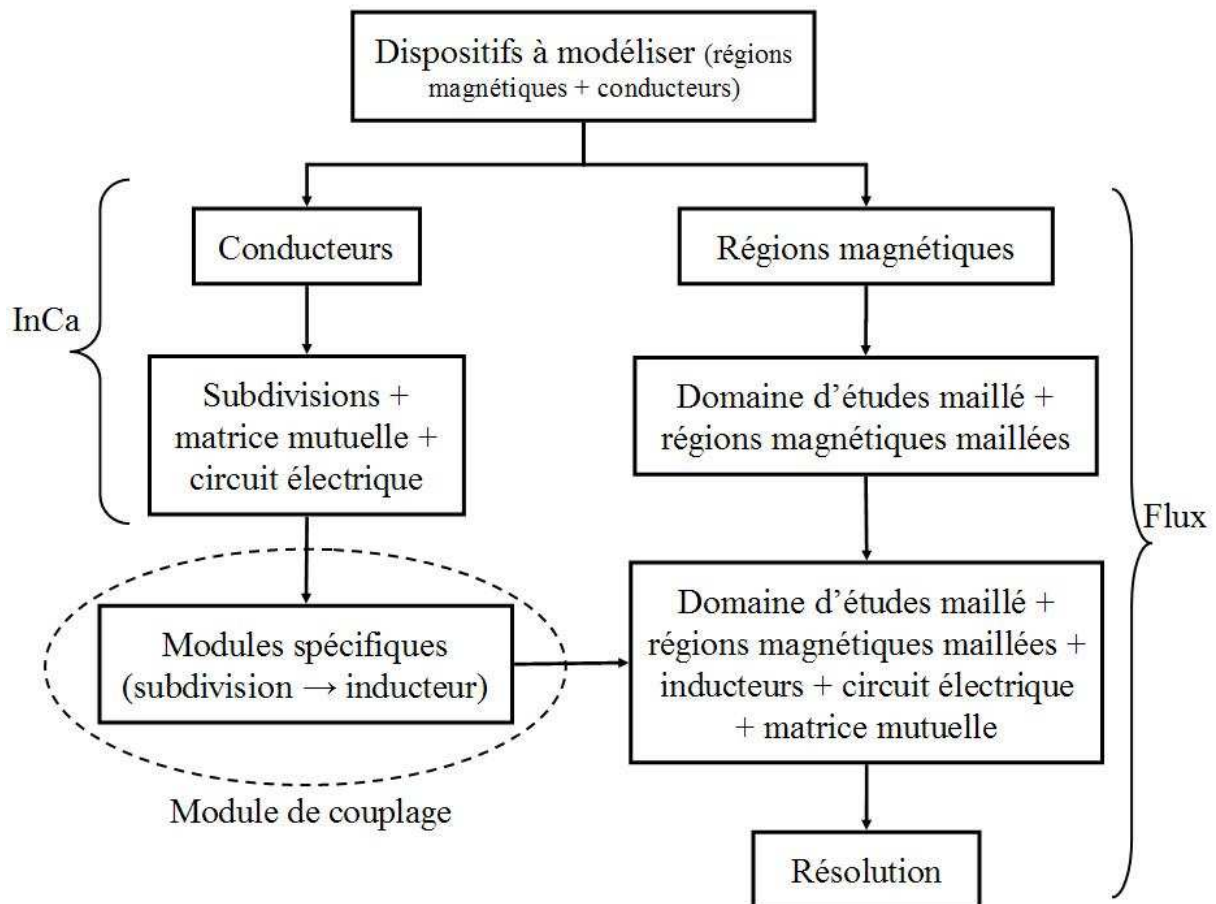 Dispositifs à modéliser (régions
magnétiques + conducteurs)
Conducteurs
Régions magnétiques
InCa
Subdivisions +
matrice mutuelle +
circuit électrique
Domaine d'études maillé +
régions magnétiques maillées
Flux
Modules spécifiques
(subdivision → inducteur)
Domaine d'études maillé +
régions magnétiques maillées +
inducteurs + circuit électrique
+ matrice mutuelle
Module de couplage
Résolution